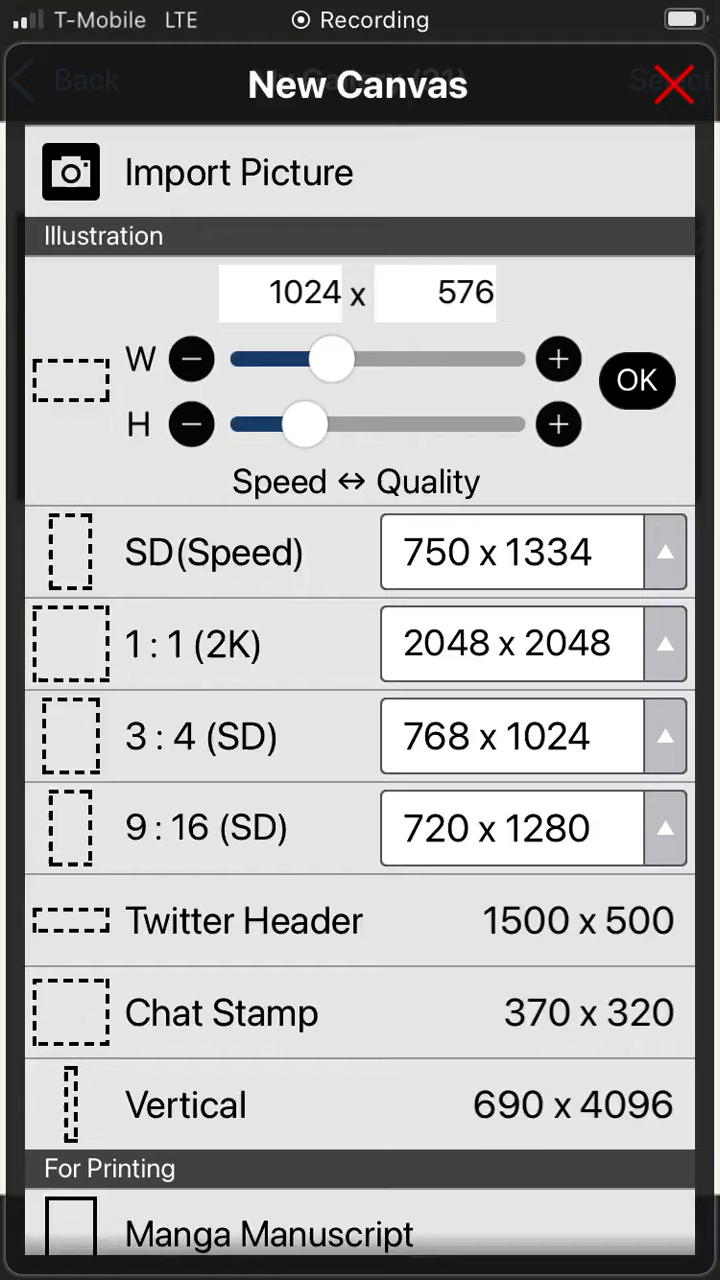 T-Mobile LTE Recording
Back
New Canvas
Import Picture
Illustration
1024 x 576
W
OK
H
Speed ↔ Quality
SD(Speed) 750 x 1334
1 : 1 (2K) 2048 x 2048
3 : 4 (SD) 768 x 1024
9 : 16 (SD) 720 x 1280
Twitter Header 1500 x 500
Chat Stamp 370 x 320
Vertical 690 x 4096
For Printing
Manga Manuscript